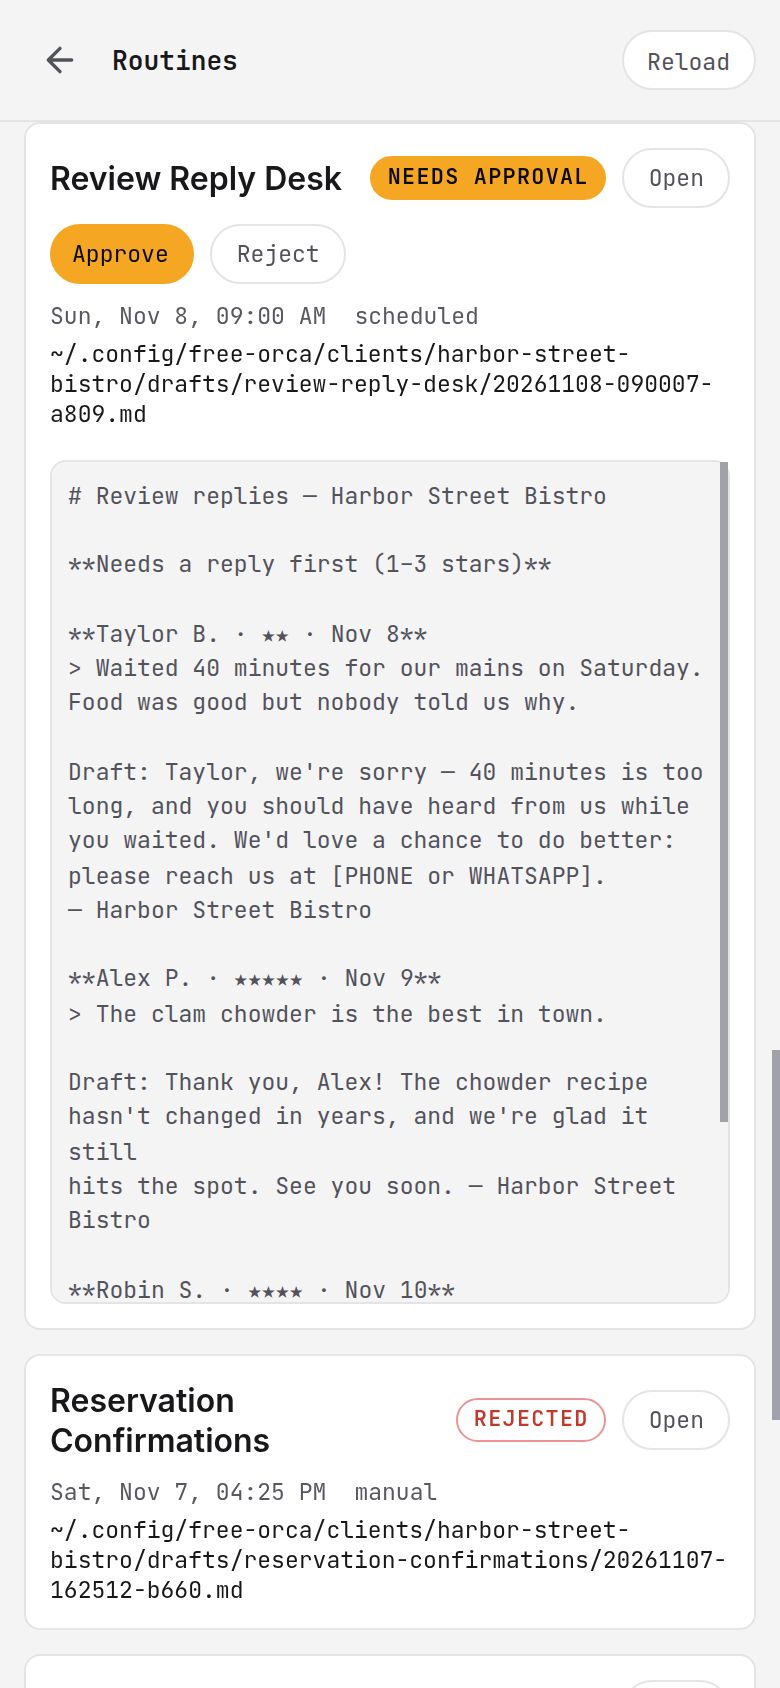 Routines
Reload
Review Reply Desk
NEEDS APPROVAL
Open
Approve
Reject
Sun, Nov 8, 09:00 AM  scheduled
~/.config/free-orca/clients/harbor-street-
bistro/drafts/review-reply-desk/20261108-090007-
a809.md
# Review replies — Harbor Street Bistro
**Needs a reply first (1–3 stars)**
**Taylor B. · ★★ · Nov 8**
> Waited 40 minutes for our mains on Saturday.
Food was good but nobody told us why.
Draft: Taylor, we're sorry — 40 minutes is too
long, and you should have heard from us while
you waited. We'd love a chance to do better:
please reach us at [PHONE or WHATSAPP].
— Harbor Street Bistro
**Alex P. · ★★★★★ · Nov 9**
> The clam chowder is the best in town.
Draft: Thank you, Alex! The chowder recipe
hasn't changed in years, and we're glad it
still
hits the spot. See you soon. — Harbor Street
Bistro
**Robin S. · ★★★★ · Nov 10**
Reservation
Confirmations
REJECTED
Open
Sat, Nov 7, 04:25 PM  manual
~/.config/free-orca/clients/harbor-street-
bistro/drafts/reservation-confirmations/20261107-
162512-b660.md